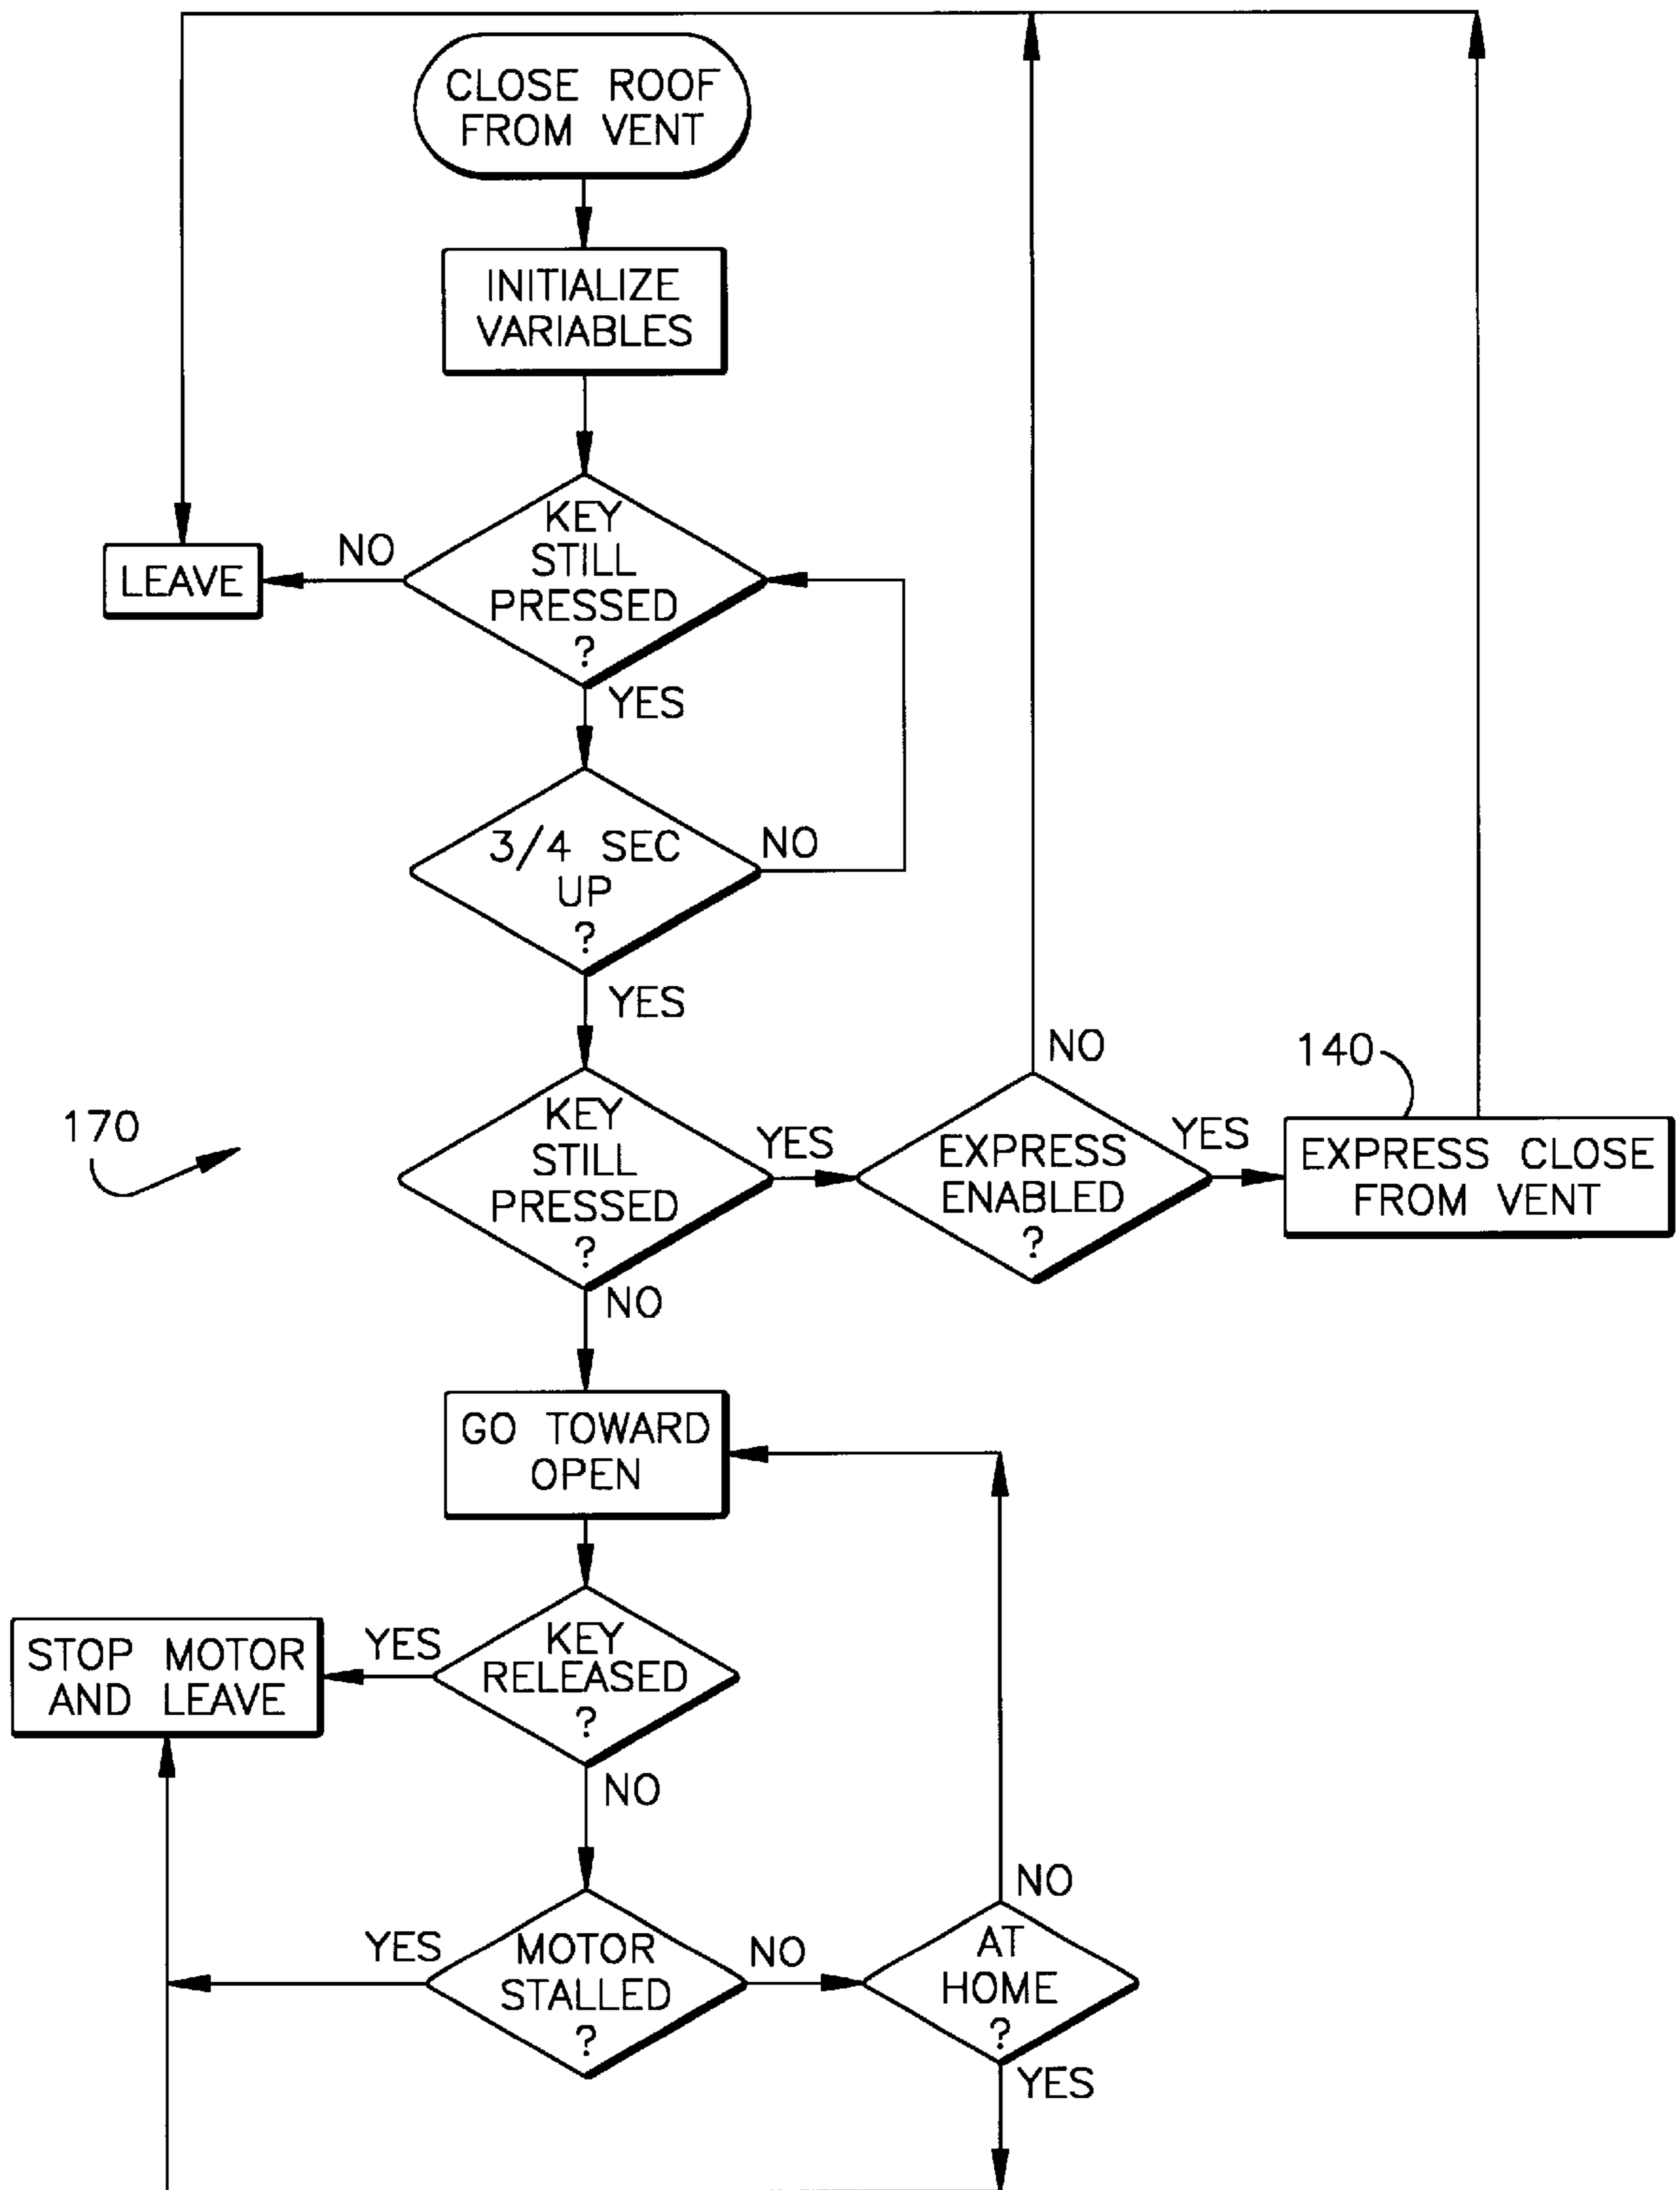 CLOSE ROOF
FROM VENT
INITIALIZE
VARIABLES
KEY
STILL
PRESSED
?
NO
LEAVE
YES
3/4 SEC
UP
?
NO
YES
KEY
STILL
PRESSED
?
YES
EXPRESS
ENABLED
?
NO
YES
140
EXPRESS CLOSE
FROM VENT
170
NO
GO TOWARD
OPEN
KEY
RELEASED
?
YES
STOP MOTOR
AND LEAVE
NO
MOTOR
STALLED
?
YES
NO
AT
HOME
?
NO
YES